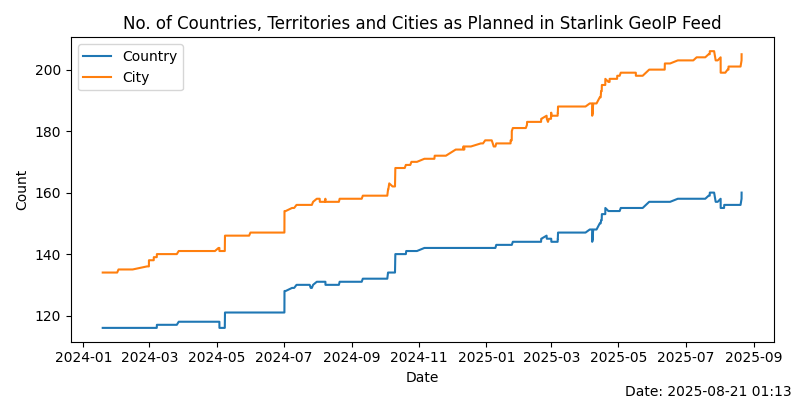 No. of Countries, Territories and Cities as Planned in Starlink GeoIP Feed
Country
City
200
180
160
140
120
Count
2024-01 2024-03 2024-05 2024-07 2024-09 2024-11 2025-01 2025-03 2025-05 2025-07 2025-09
Date
Date: 2025-08-21 01:13